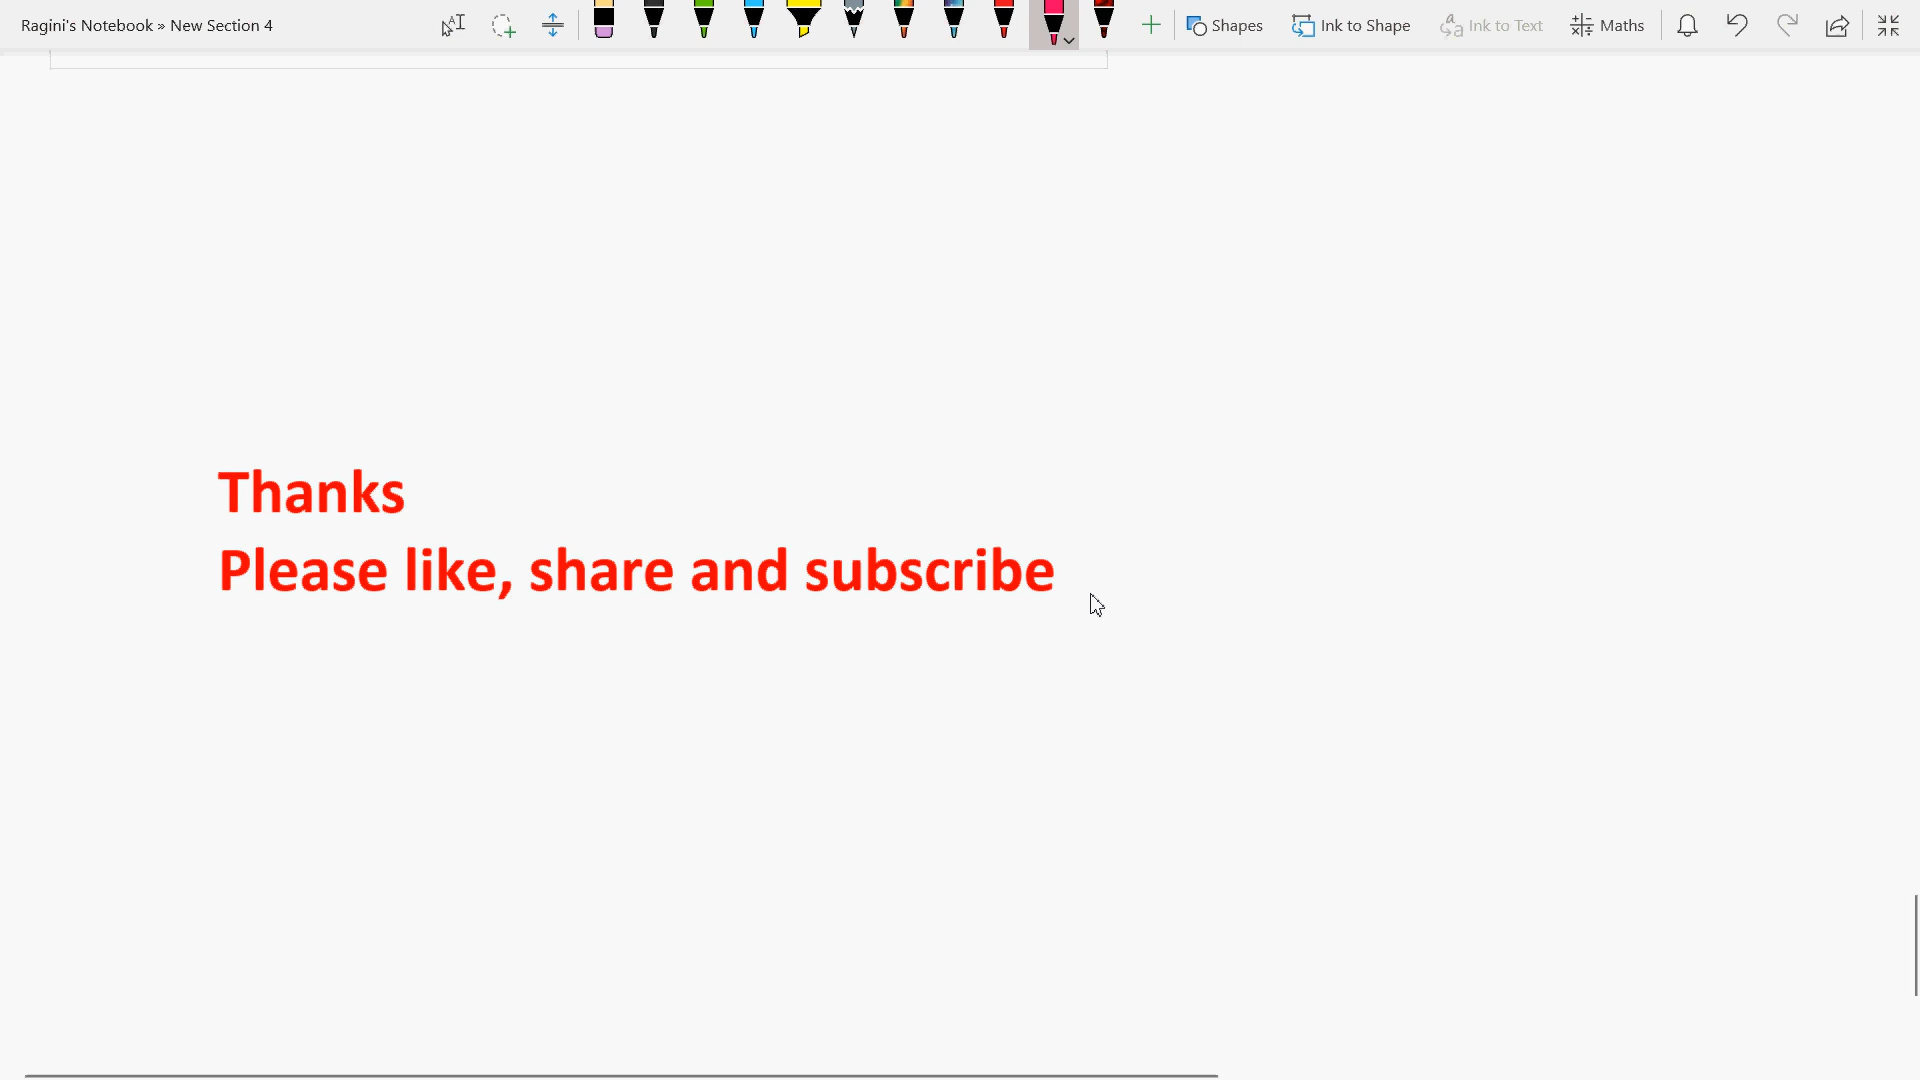 Ragini's Notebook » New Section 4
Shapes
Ink to Shape
Ink to Text
Maths
Thanks
Please like, share and subscribe